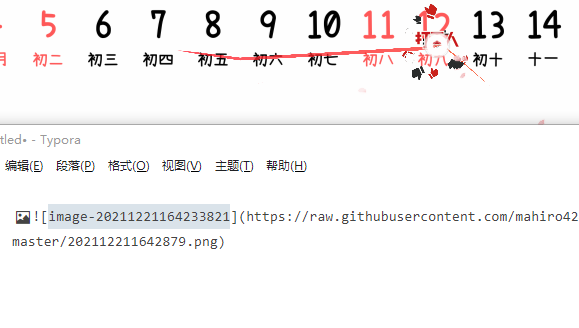 5 6 7 8 9 10 11 12 13 14
月 初二 初三 初四 初五 初六 初七 初八 初九 初十 十一
tled• - Typora
编辑(E) 段落(P) 格式(O) 视图(V) 主题(T) 帮助(H)
![image-20211221164233821](https://raw.githubusercontent.com/mahiro42
master/202112211642879.png)